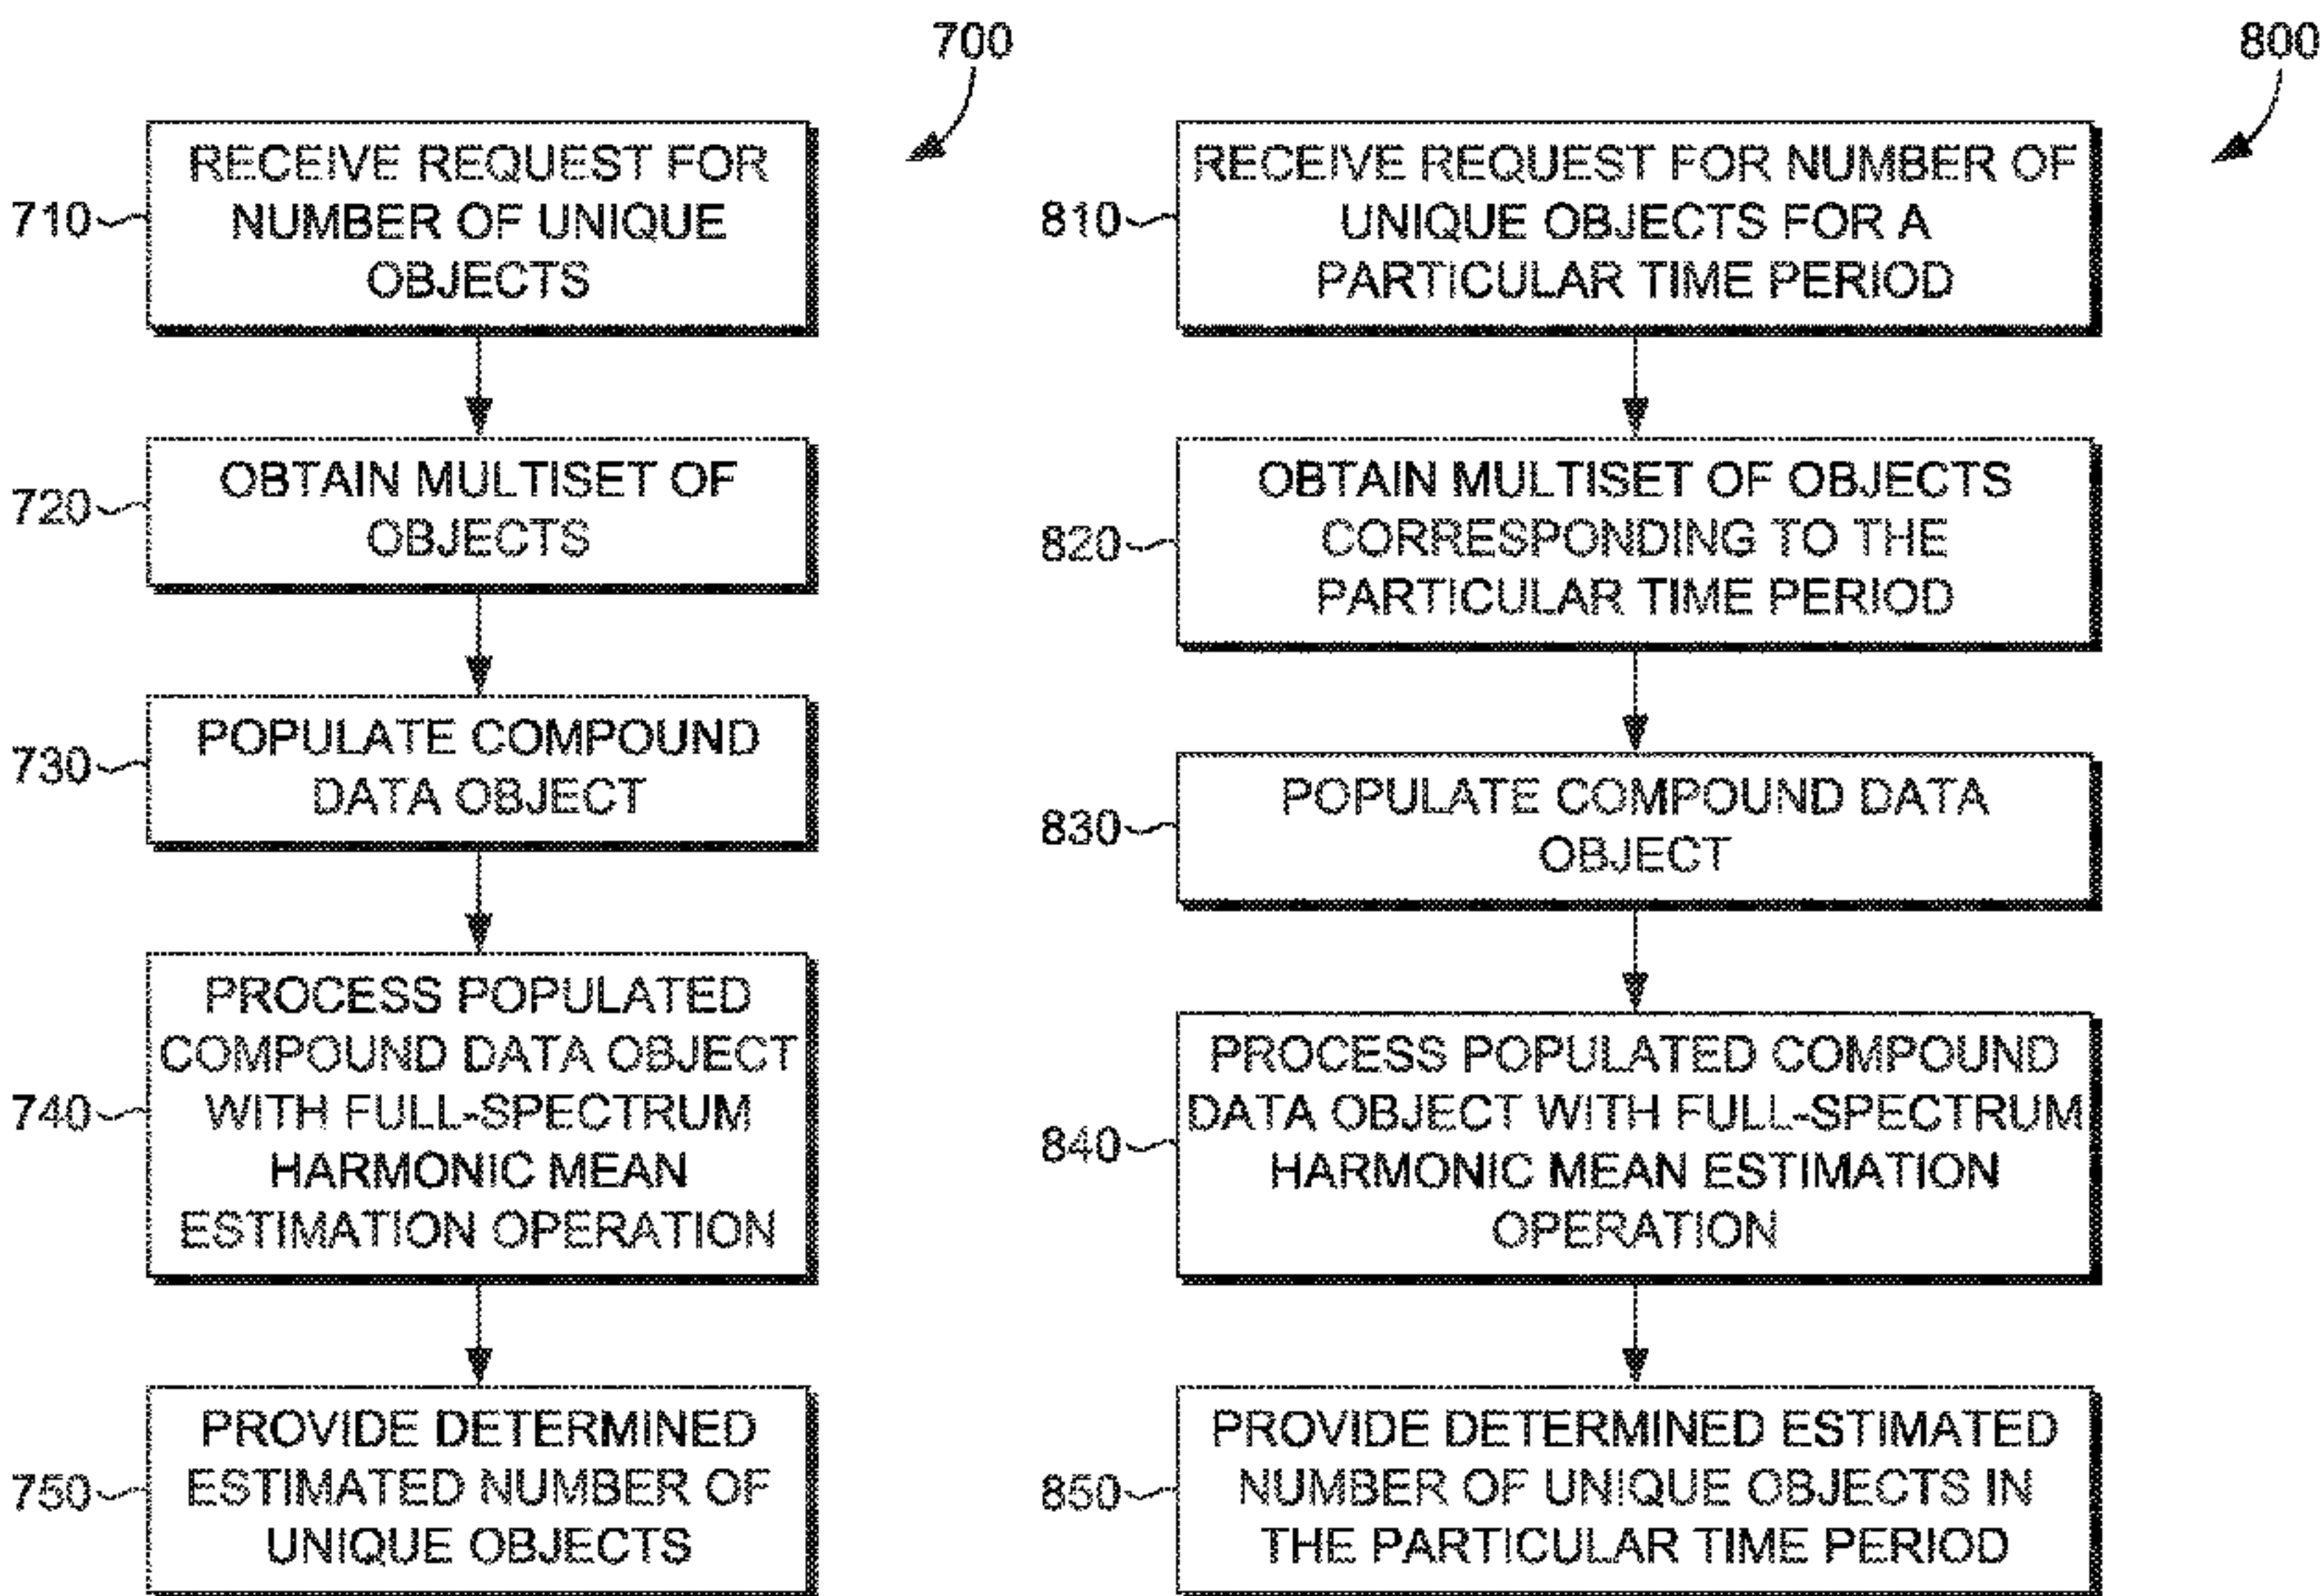 700
RECEIVE REQUEST FOR
NUMBER OF UNIQUE
OBJECTS
710
OBTAIN MULTISET OF
OBJECTS
720
POPULATE COMPOUND
DATA OBJECT
730
PROCESS POPULATED
COMPOUND DATA OBJECT
WITH FULL-SPECTRUM
HARMONIC MEAN
ESTIMATION OPERATION
740
PROVIDE DETERMINED
ESTIMATED NUMBER OF
UNIQUE OBJECTS
750
800
RECEIVE REQUEST FOR NUMBER OF
UNIQUE OBJECTS FOR A
PARTICULAR TIME PERIOD
810
OBTAIN MULTISET OF OBJECTS
CORRESPONDING TO THE
PARTICULAR TIME PERIOD
820
POPULATE COMPOUND DATA
OBJECT
830
PROCESS POPULATED COMPOUND
DATA OBJECT WITH FULL-SPECTRUM
HARMONIC MEAN ESTIMATION
OPERATION
840
PROVIDE DETERMINED ESTIMATED
NUMBER OF UNIQUE OBJECTS IN
THE PARTICULAR TIME PERIOD
850